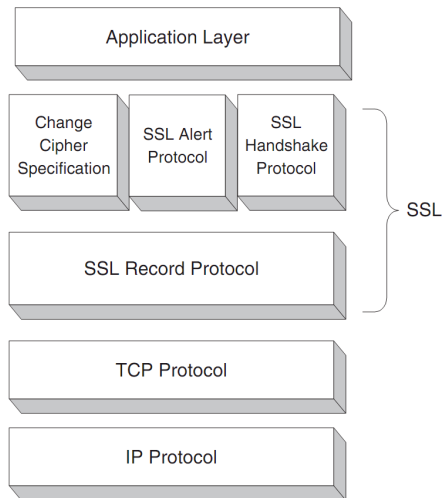 Application Layer
Change
Cipher
Specification
SSL Alert
Protocol
SSL
Handshake
Protocol
SSL
SSL Record Protocol
TCP Protocol
IP Protocol